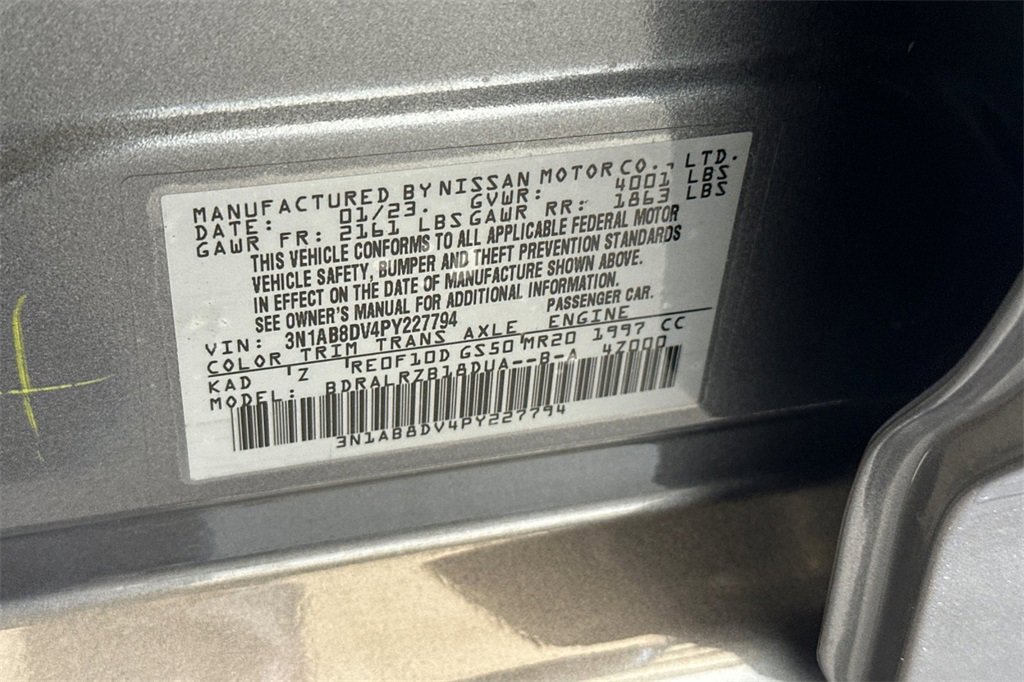 MANUFACTURED BY NISSAN MOTOR CO., LTD.
DATE: 01/23. GVWR: 4001 LBS
GAWR FR: 2161 LBS GAWR RR: 1863 LBS
THIS VEHICLE CONFORMS TO ALL APPLICABLE FEDERAL MOTOR
VEHICLE SAFETY, BUMPER AND THEFT PREVENTION STANDARDS
IN EFFECT ON THE DATE OF MANUFACTURE SHOWN ABOVE.
SEE OWNER'S MANUAL FOR ADDITIONAL INFORMATION.
VIN: 3N1AB8DV4PY227794 PASSENGER CAR.
COLOR TRIM TRANS AXLE ENGINE
KAD Z RE0F10D GS50 MR20 1997 CC
MODEL: BDRALRZB18DUA--B-A 4Z000
3N1AB8DV4PY227794